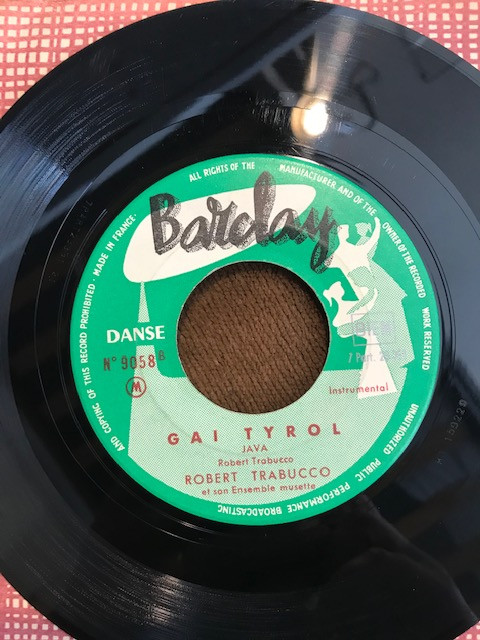 ALL RIGHTS OF THE MANUFACTURER AND OF THE OWNER OF THE RECORDED WORK RESERVED
UNAUTHORIZED PUBLIC PERFORMANCE BROADCASTING
AND COPYING OF THIS RECORD PROHIBITED · MADE IN FRANCE ·
Barclay
DANSE
N° 9058 B
M
BIEM
Instrumental
GAI TYROL
JAVA
Robert Trabucco
ROBERT TRABUCCO
et son Ensemble musette